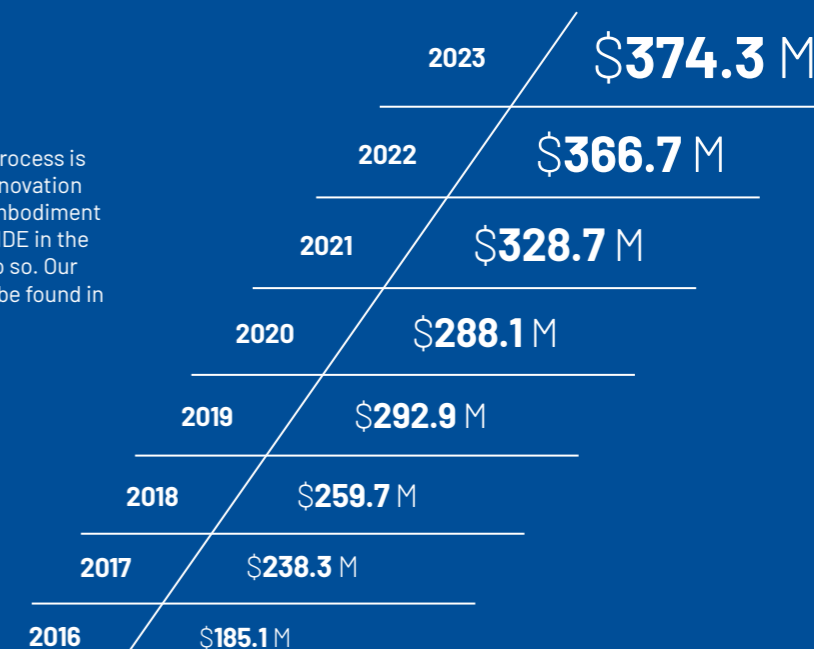 2023 $374.3 M
rocess is
2022 $366.7 M
novation
nbodiment
IDE in the
2021 $328.7 M
o so. Our
be found in
2020 $288.1 M
2019 $292.9 M
2018 $259.7 M
2017 $238.3 M
2016 $185.1 M